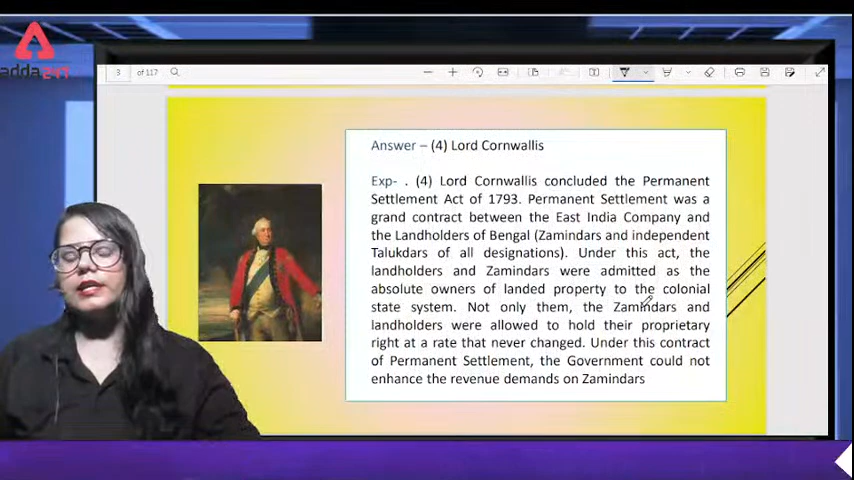 adda247
3 of 117
Answer – (4) Lord Cornwallis
Exp- . (4) Lord Cornwallis concluded the Permanent
Settlement Act of 1793. Permanent Settlement was a
grand contract between the East India Company and
the Landholders of Bengal (Zamindars and independent
Talukdars of all designations). Under this act, the
landholders and Zamindars were admitted as the
absolute owners of landed property to the colonial
state system. Not only them, the Zamindars and
landholders were allowed to hold their proprietary
right at a rate that never changed. Under this contract
of Permanent Settlement, the Government could not
enhance the revenue demands on Zamindars